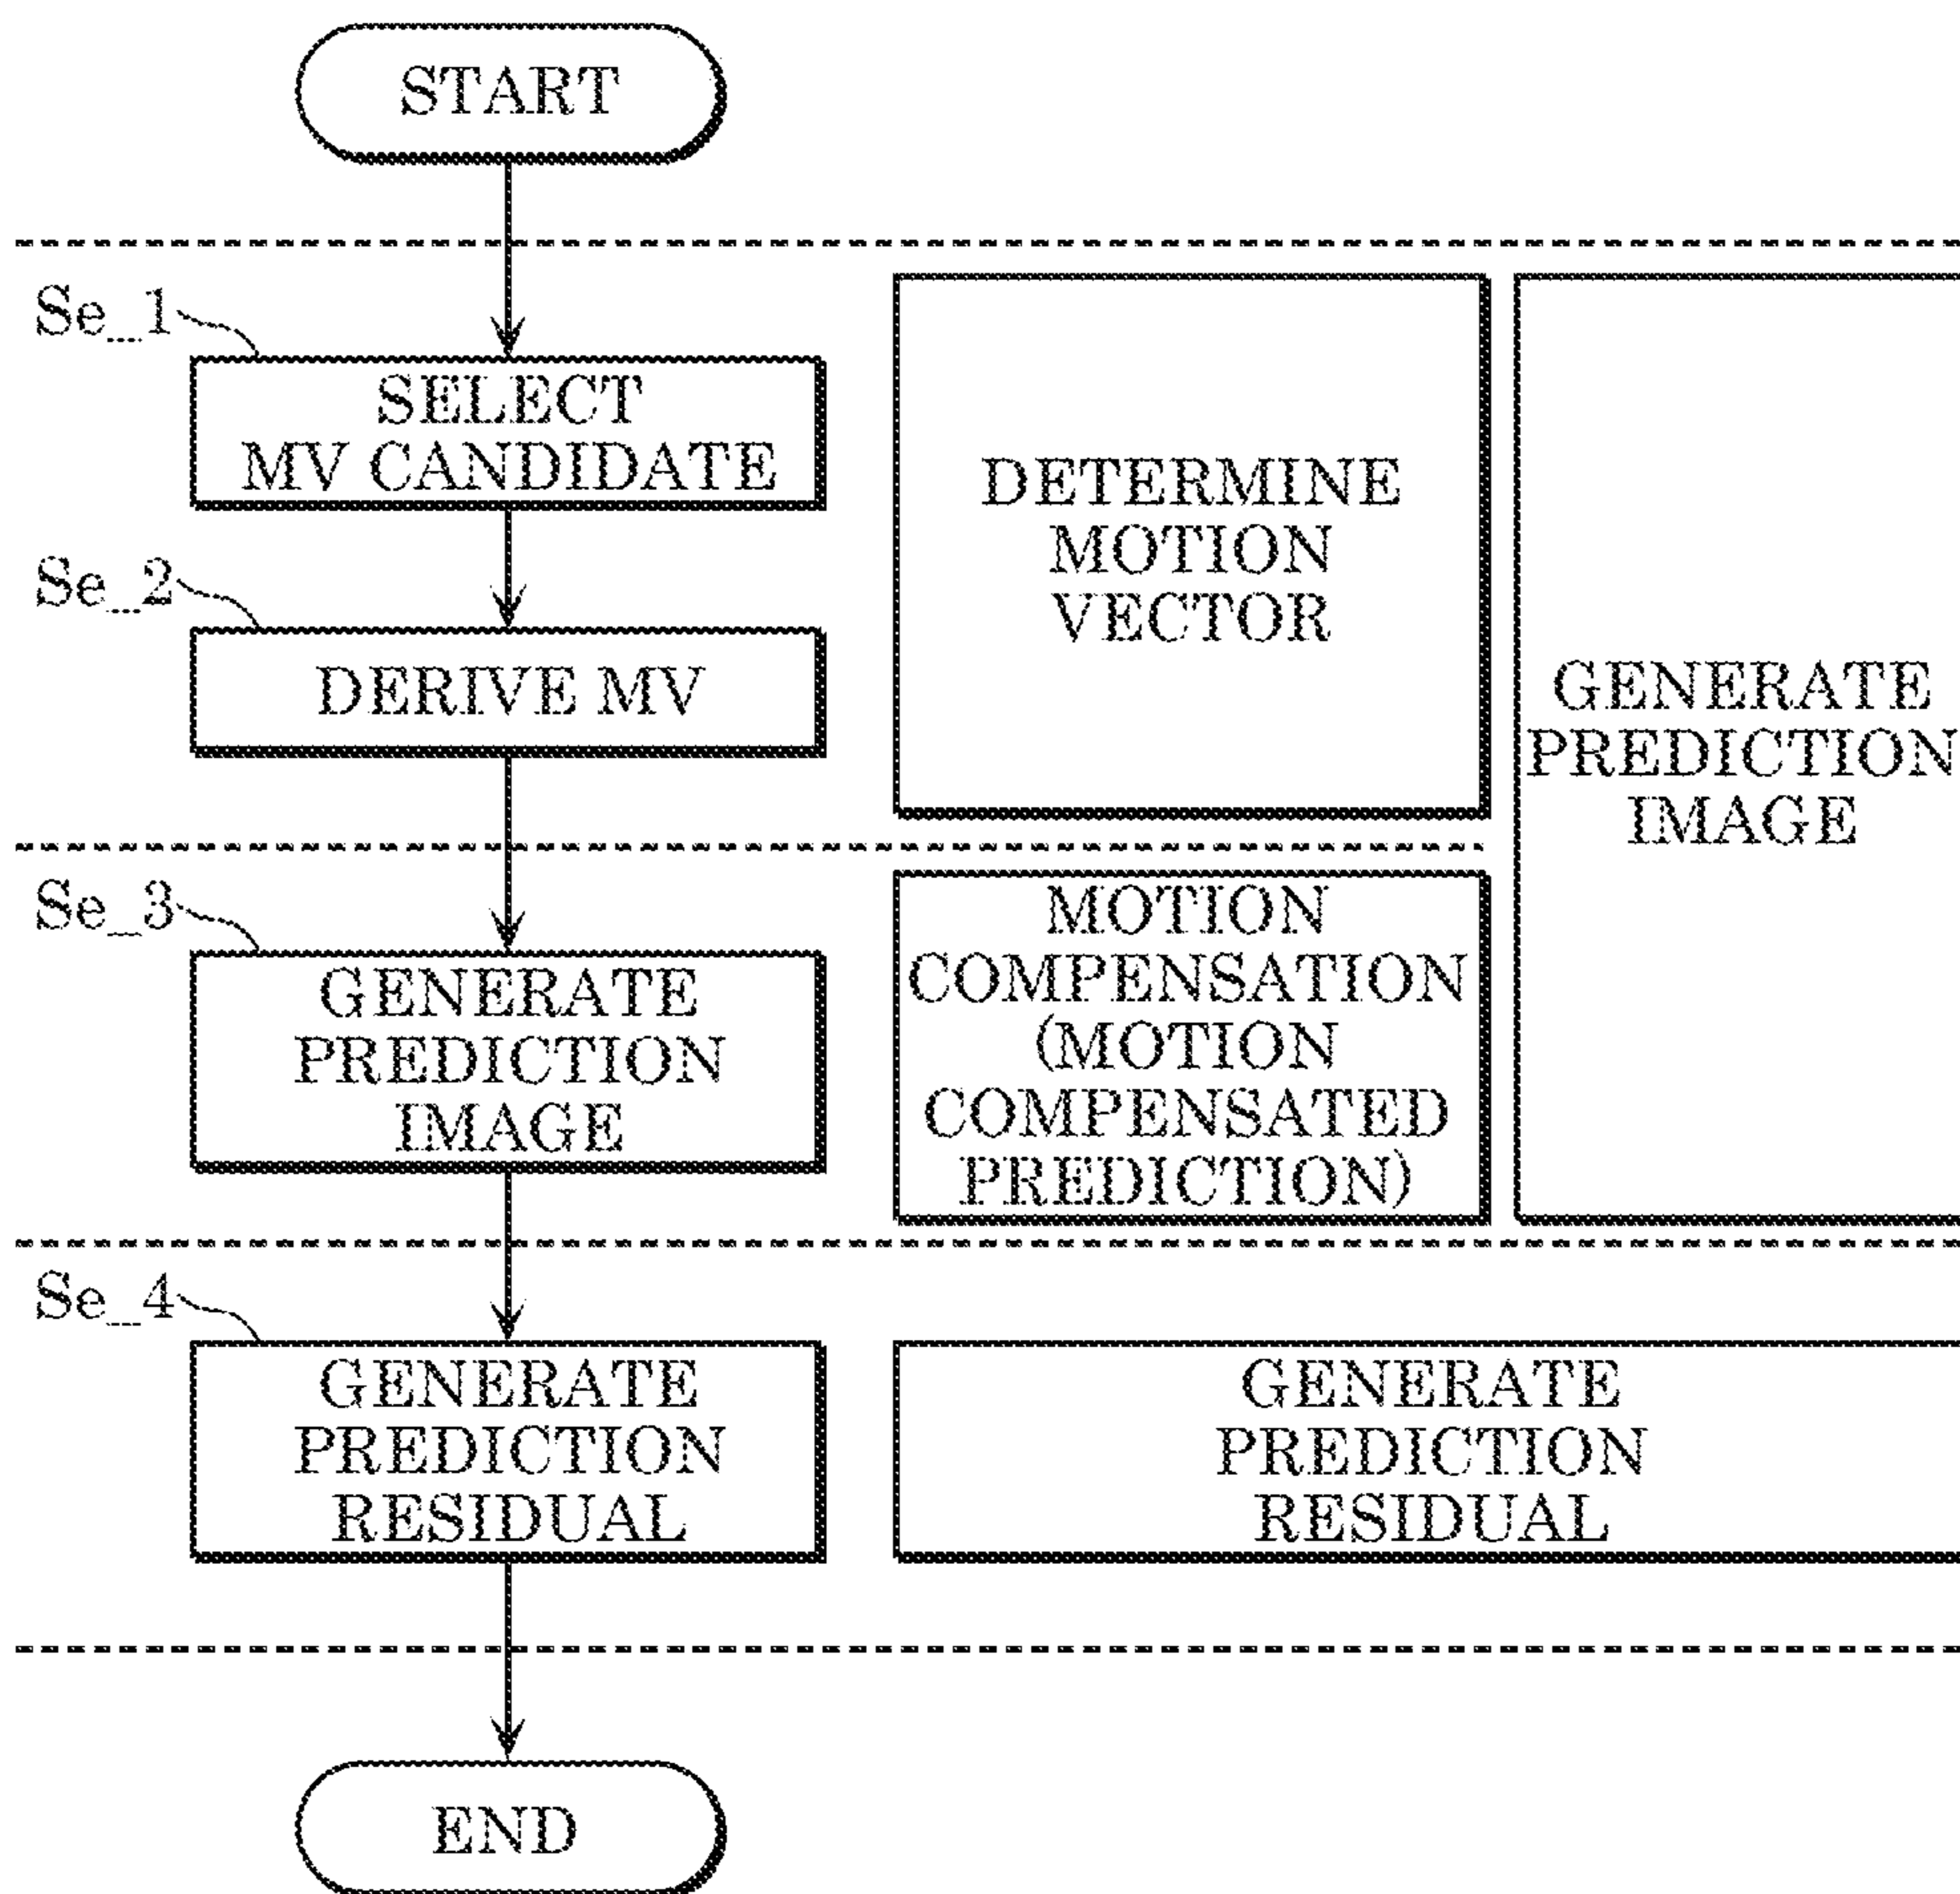 START
Se_1
SELECT
MV CANDIDATE
Se_2
DERIVE MV
DETERMINE
MOTION
VECTOR
GENERATE
PREDICTION
IMAGE
Se_3
GENERATE
PREDICTION
IMAGE
MOTION
COMPENSATION
(MOTION
COMPENSATED
PREDICTION)
Se_4
GENERATE
PREDICTION
RESIDUAL
GENERATE
PREDICTION
RESIDUAL
END